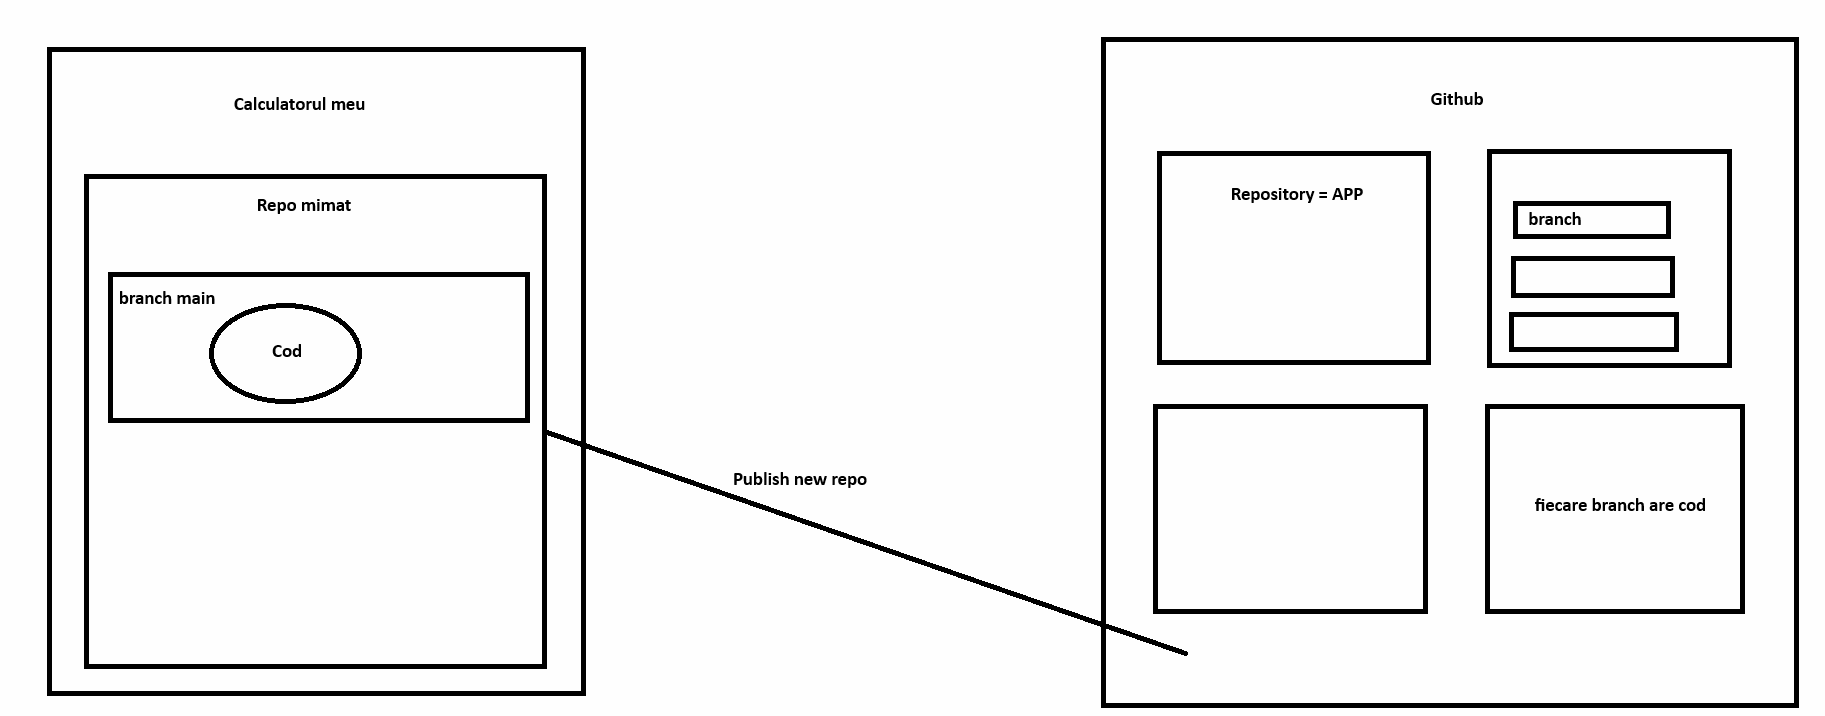 Calculatorul meu
Repo mimat
branch main
Cod
Publish new repo
Github
Repository = APP
branch
fiecare branch are cod